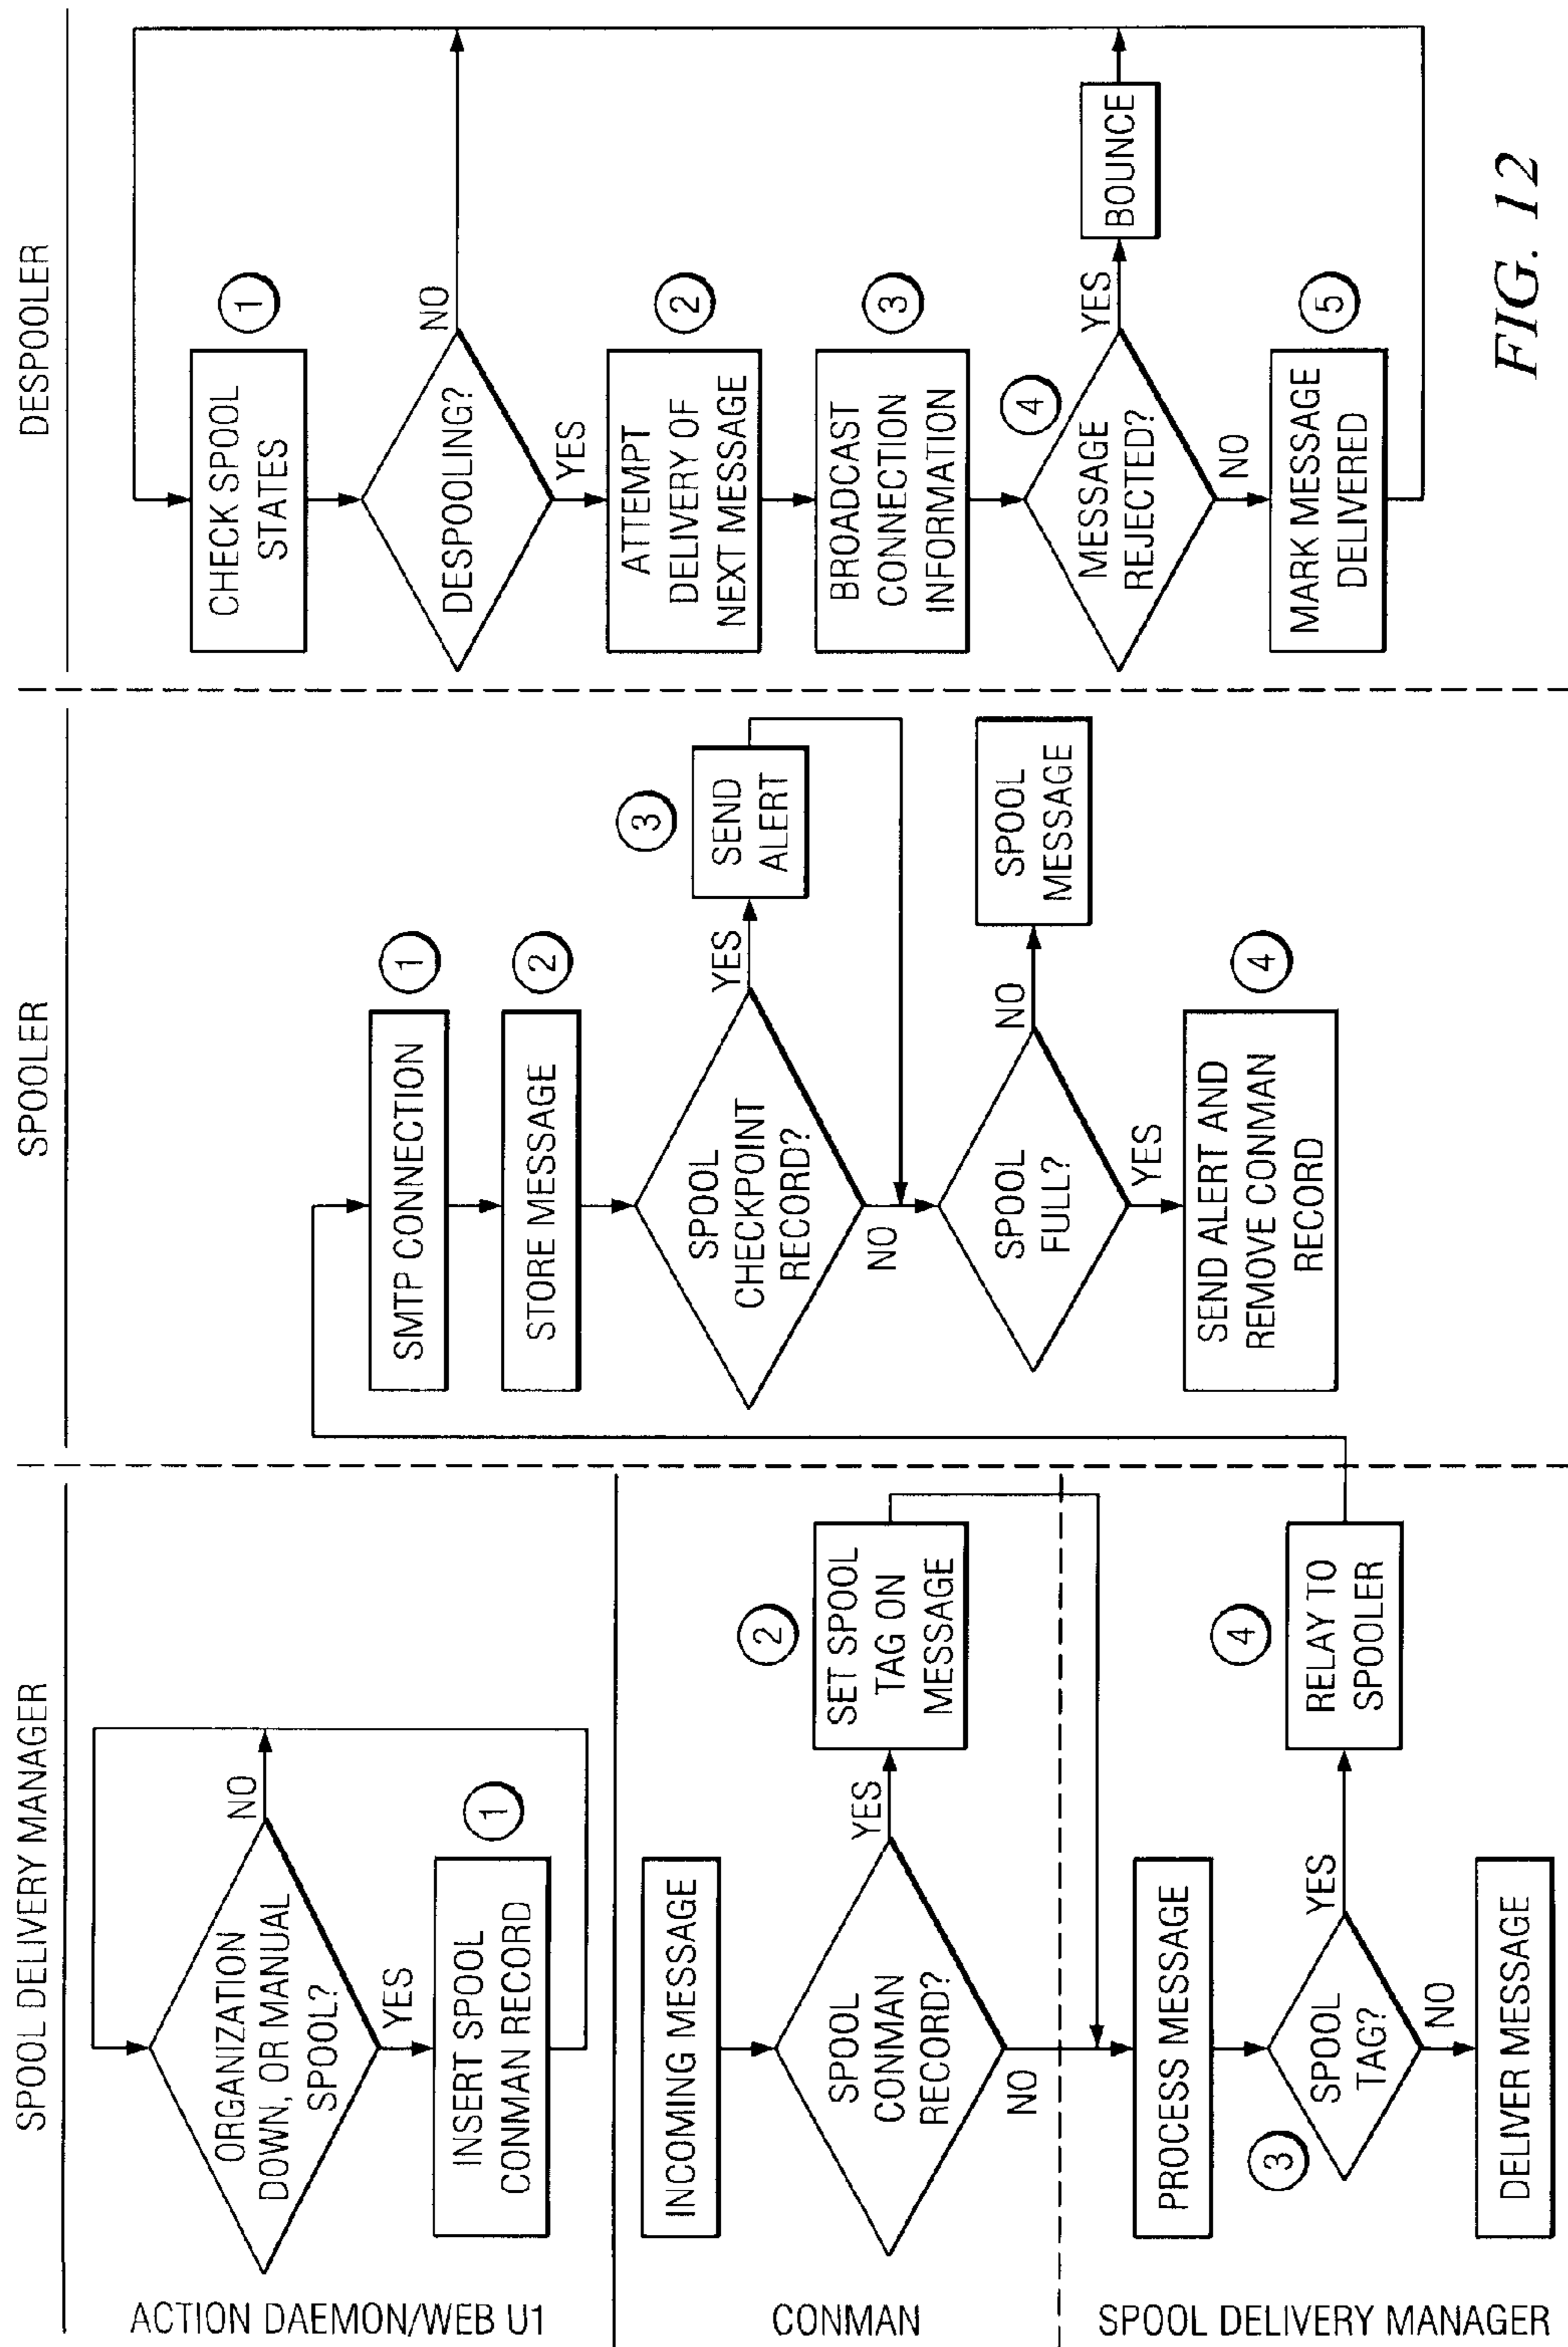 SPOOL DELIVERY MANAGER
ACTION DAEMON/WEB U1
ORGANIZATION
DOWN, OR MANUAL
SPOOL?
NO
YES
INSERT SPOOL
CONMAN RECORD
1
CONMAN
INCOMING MESSAGE
SPOOL
CONMAN
RECORD?
YES
NO
2
SET SPOOL
TAG ON
MESSAGE
SPOOL DELIVERY MANAGER
PROCESS MESSAGE
3
SPOOL
TAG?
YES
NO
4
RELAY TO
SPOOLER
DELIVER MESSAGE
SPOOLER
SMTP CONNECTION
1
STORE MESSAGE
2
SPOOL
CHECKPOINT
RECORD?
YES
NO
3
SEND
ALERT
SPOOL
FULL?
NO
YES
SPOOL
MESSAGE
SEND ALERT AND
REMOVE CONMAN
RECORD
4
DESPOOLER
CHECK SPOOL
STATES
1
DESPOOLING?
NO
YES
ATTEMPT
DELIVERY OF
NEXT MESSAGE
2
BROADCAST
CONNECTION
INFORMATION
3
4
MESSAGE
REJECTED?
YES
NO
BOUNCE
MARK MESSAGE
DELIVERED
5
FIG. 12